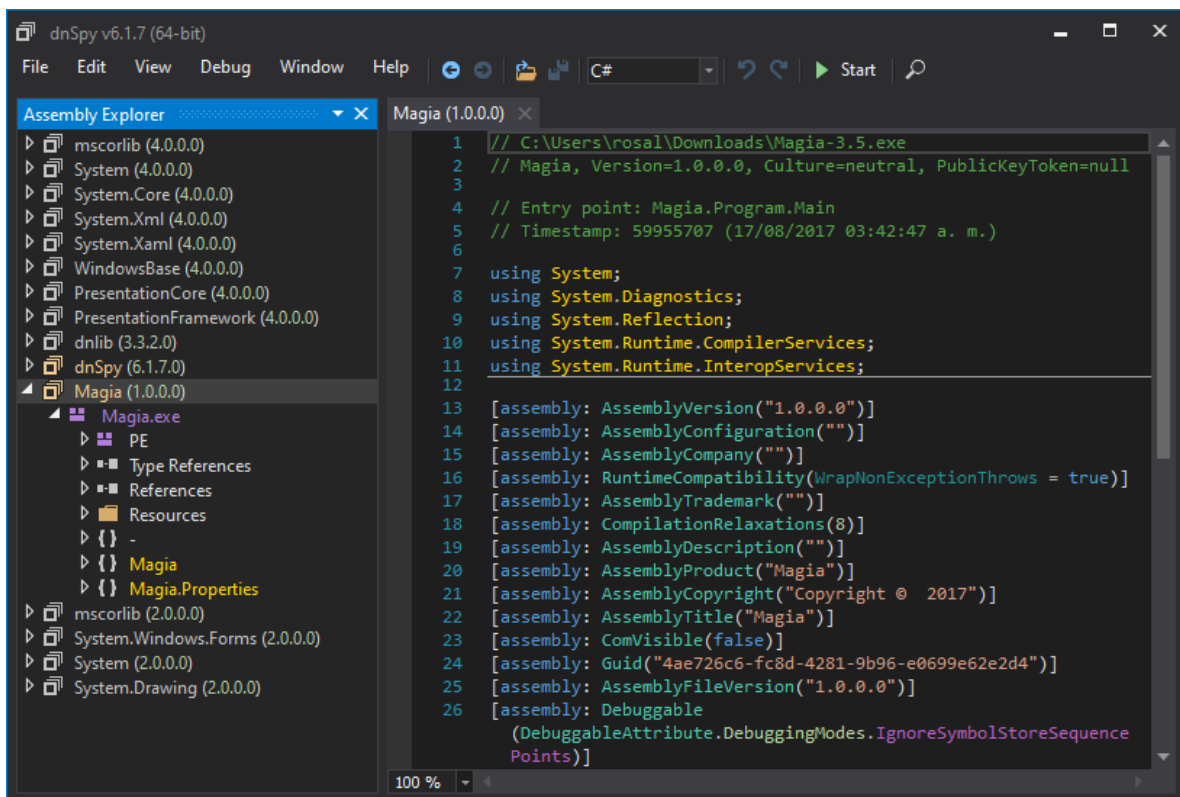 dnSpy v6.1.7 (64-bit)
File Edit View Debug Window Help C# Start
Assembly Explorer
mscorlib (4.0.0.0)
System (4.0.0.0)
System.Core (4.0.0.0)
System.Xml (4.0.0.0)
System.Xaml (4.0.0.0)
WindowsBase (4.0.0.0)
PresentationCore (4.0.0.0)
PresentationFramework (4.0.0.0)
dnlib (3.3.2.0)
dnSpy (6.1.7.0)
Magia (1.0.0.0)
Magia.exe
PE
Type References
References
Resources
{ } -
{ } Magia
{ } Magia.Properties
mscorlib (2.0.0.0)
System.Windows.Forms (2.0.0.0)
System (2.0.0.0)
System.Drawing (2.0.0.0)
Magia (1.0.0.0)
1 // C:\Users\rosal\Downloads\Magia-3.5.exe
2 // Magia, Version=1.0.0.0, Culture=neutral, PublicKeyToken=null
3
4 // Entry point: Magia.Program.Main
5 // Timestamp: 59955707 (17/08/2017 03:42:47 a. m.)
6
7 using System;
8 using System.Diagnostics;
9 using System.Reflection;
10 using System.Runtime.CompilerServices;
11 using System.Runtime.InteropServices;
12
13 [assembly: AssemblyVersion("1.0.0.0")]
14 [assembly: AssemblyConfiguration("")]
15 [assembly: AssemblyCompany("")]
16 [assembly: RuntimeCompatibility(WrapNonExceptionThrows = true)]
17 [assembly: AssemblyTrademark("")]
18 [assembly: CompilationRelaxations(8)]
19 [assembly: AssemblyDescription("")]
20 [assembly: AssemblyProduct("Magia")]
21 [assembly: AssemblyCopyright("Copyright ©  2017")]
22 [assembly: AssemblyTitle("Magia")]
23 [assembly: ComVisible(false)]
24 [assembly: Guid("4ae726c6-fc8d-4281-9b96-e0699e62e2d4")]
25 [assembly: AssemblyFileVersion("1.0.0.0")]
26 [assembly: Debuggable
(DebuggableAttribute.DebuggingModes.IgnoreSymbolStoreSequence
Points)]
100 %